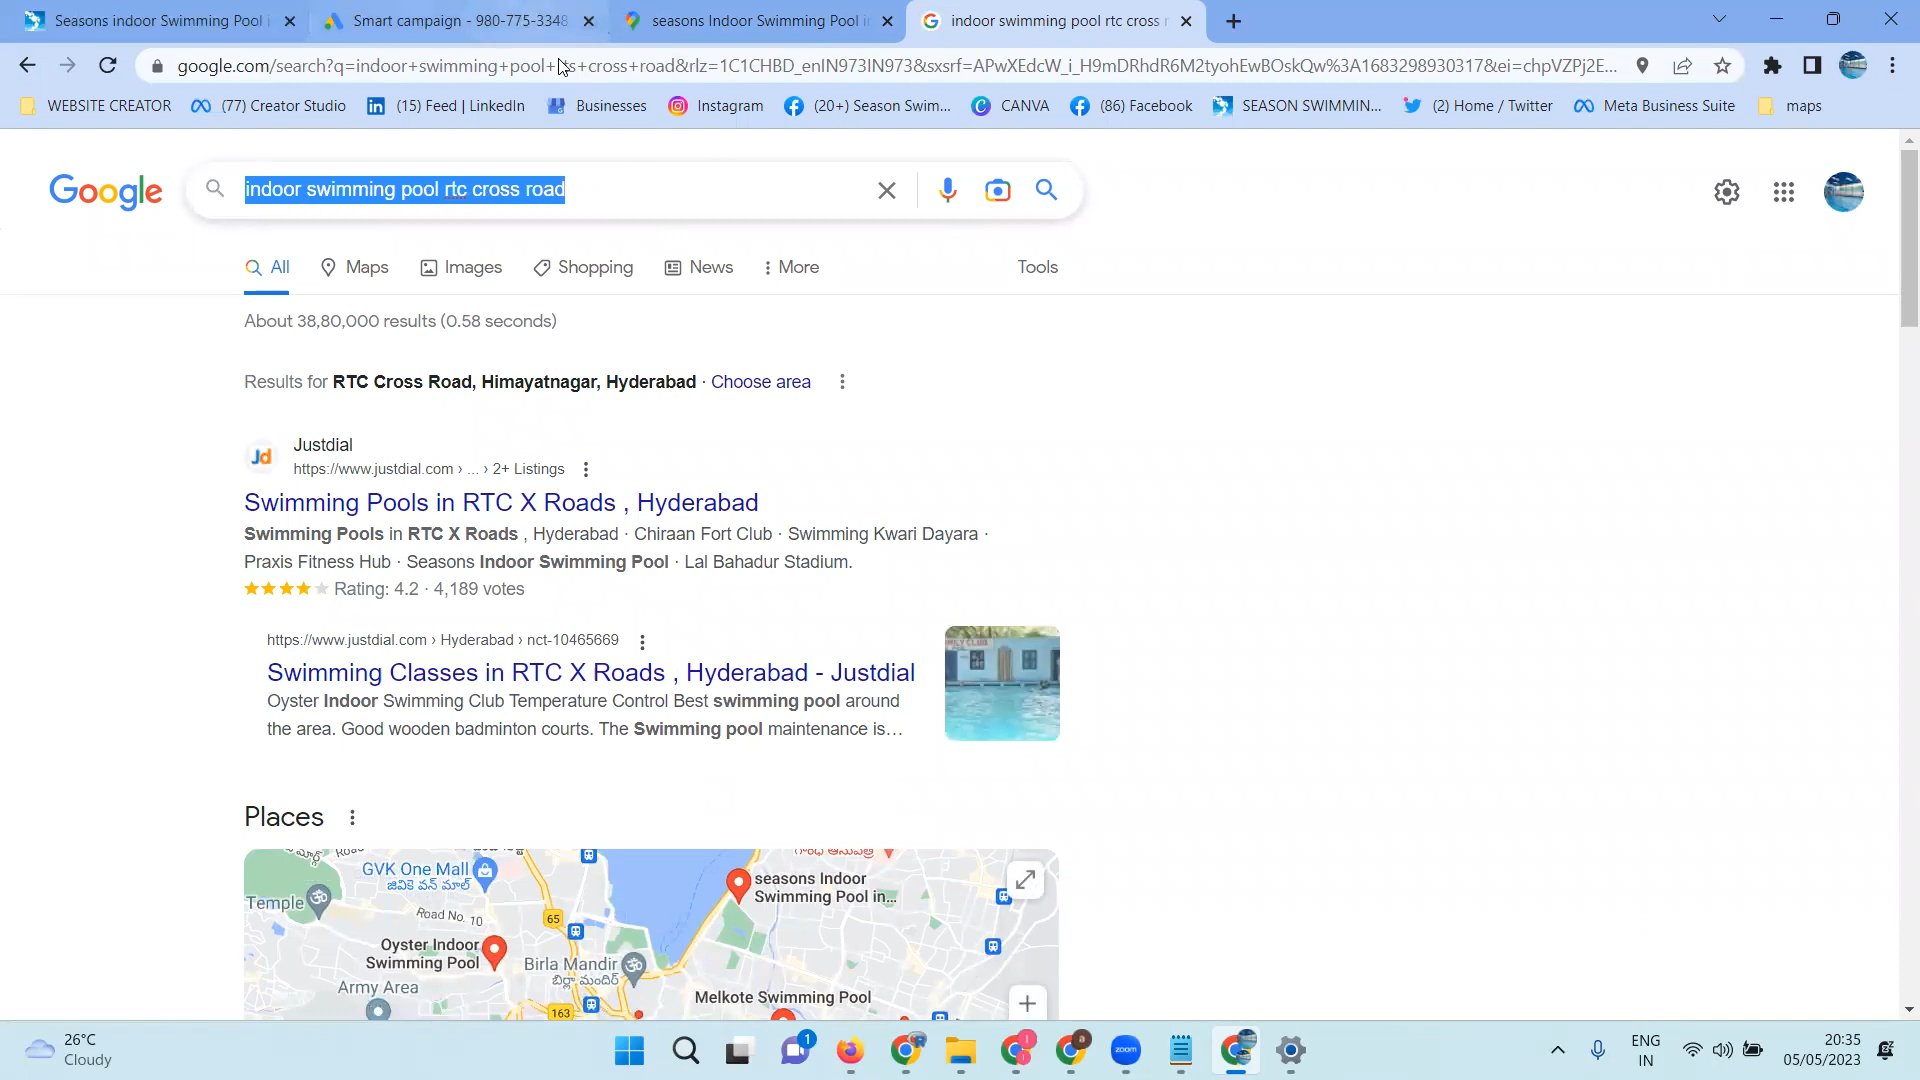 Seasons indoor Swimming Pool i
Smart campaign - 980-775-3348
seasons Indoor Swimming Pool in
indoor swimming pool rtc cross r
google.com/search?q=indoor+swimming+pool+rts+cross+road&rlz=1C1CHBD_enIN973IN973&sxsrf=APwXEdcW_i_H9mDRhdR6M2tyohEwBOskQw%3A1683298930317&ei=chpVZPj2E...
WEBSITE CREATOR
(77) Creator Studio
(15) Feed | LinkedIn
Businesses
Instagram
(20+) Season Swim...
CANVA
(86) Facebook
SEASON SWIMMIN...
(2) Home / Twitter
Meta Business Suite
maps
Google
indoor swimming pool rtc cross road
All
Maps
Images
Shopping
News
More
Tools
About 38,80,000 results (0.58 seconds)
Results for RTC Cross Road, Himayatnagar, Hyderabad · Choose area
Jd
Justdial
https://www.justdial.com › ... › 2+ Listings
Swimming Pools in RTC X Roads , Hyderabad
Swimming Pools in RTC X Roads , Hyderabad · Chiraan Fort Club · Swimming Kwari Dayara ·
Praxis Fitness Hub · Seasons Indoor Swimming Pool · Lal Bahadur Stadium.
Rating: 4.2 · 4,189 votes
https://www.justdial.com › Hyderabad › nct-10465669
Swimming Classes in RTC X Roads , Hyderabad - Justdial
Oyster Indoor Swimming Club Temperature Control Best swimming pool around
the area. Good wooden badminton courts. The Swimming pool maintenance is...
Places
GVK One Mall
జివికె వన్ మాల్
Temple
Road No. 10
65
seasons Indoor
Swimming Pool in...
Oyster Indoor
Swimming Pool
Birla Mandir
బిర్లా మందిర్
Army Area
Melkote Swimming Pool
163
26°C
Cloudy
1
zoom
ENG
IN
20:35
05/05/2023